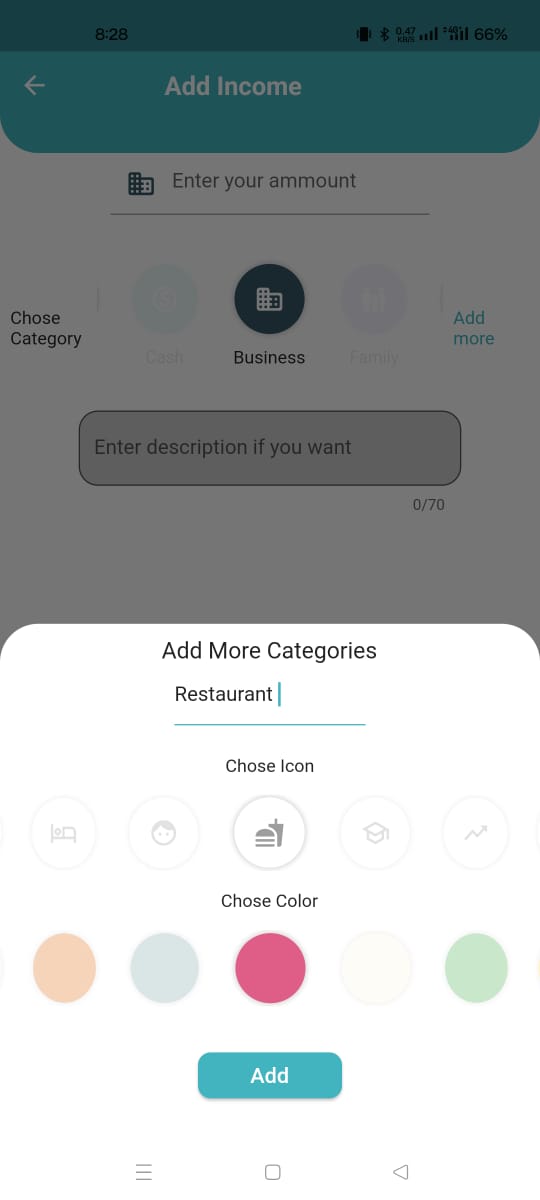 8:28
0.47
KB/S
4G+
66%
Add Income
Enter your ammount
Chose
Category
Cash
Business
Family
Add
more
Enter description if you want
0/70
Add More Categories
Restaurant
Chose Icon
Chose Color
Add